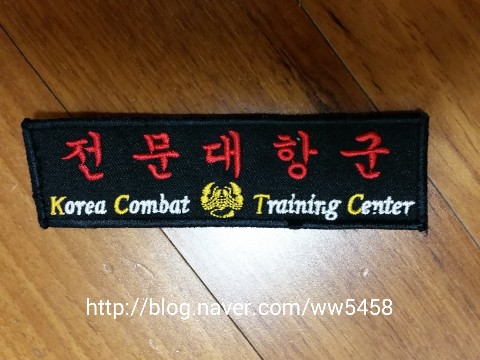 전문대항군
Korea Combat Training Center
http://blog.naver.com/ww5458